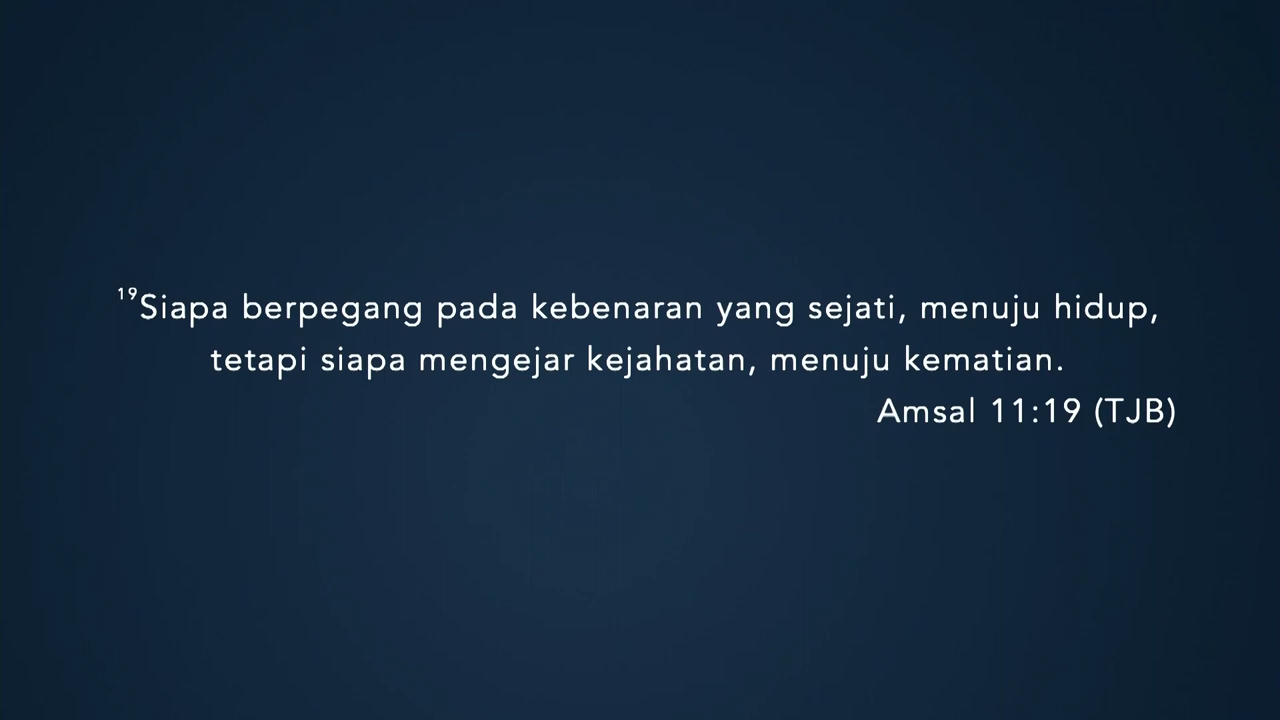 ¹⁹Siapa berpegang pada kebenaran yang sejati, menuju hidup,
tetapi siapa mengejar kejahatan, menuju kematian.
Amsal 11:19 (TJB)